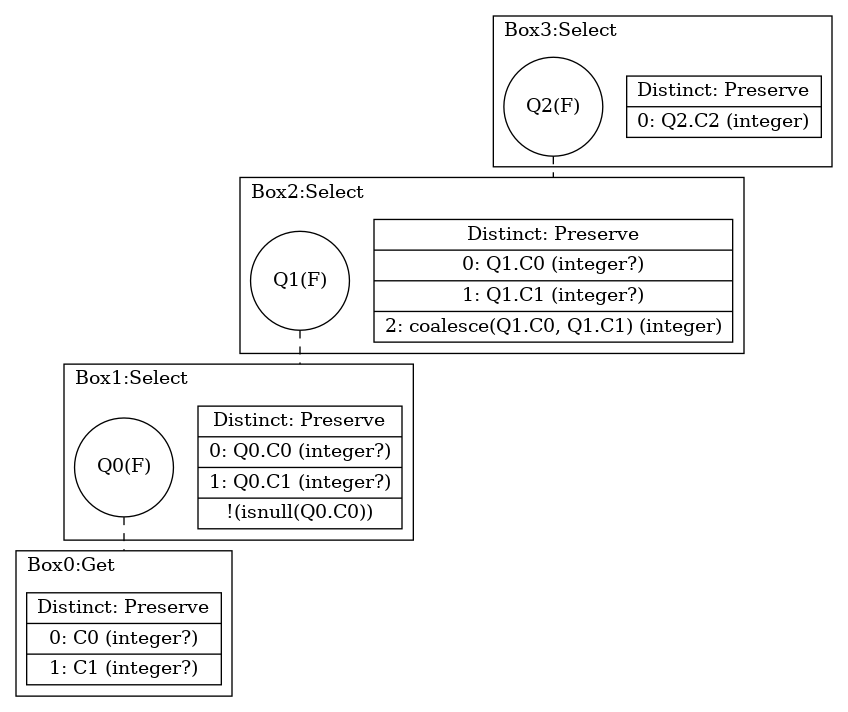 Box3:Select
Q2(F)
Distinct: Preserve
0: Q2.C2 (integer)
Box2:Select
Q1(F)
Distinct: Preserve
0: Q1.C0 (integer?)
1: Q1.C1 (integer?)
2: coalesce(Q1.C0, Q1.C1) (integer)
Box1:Select
Q0(F)
Distinct: Preserve
0: Q0.C0 (integer?)
1: Q0.C1 (integer?)
!(isnull(Q0.C0))
Box0:Get
Distinct: Preserve
0: C0 (integer?)
1: C1 (integer?)